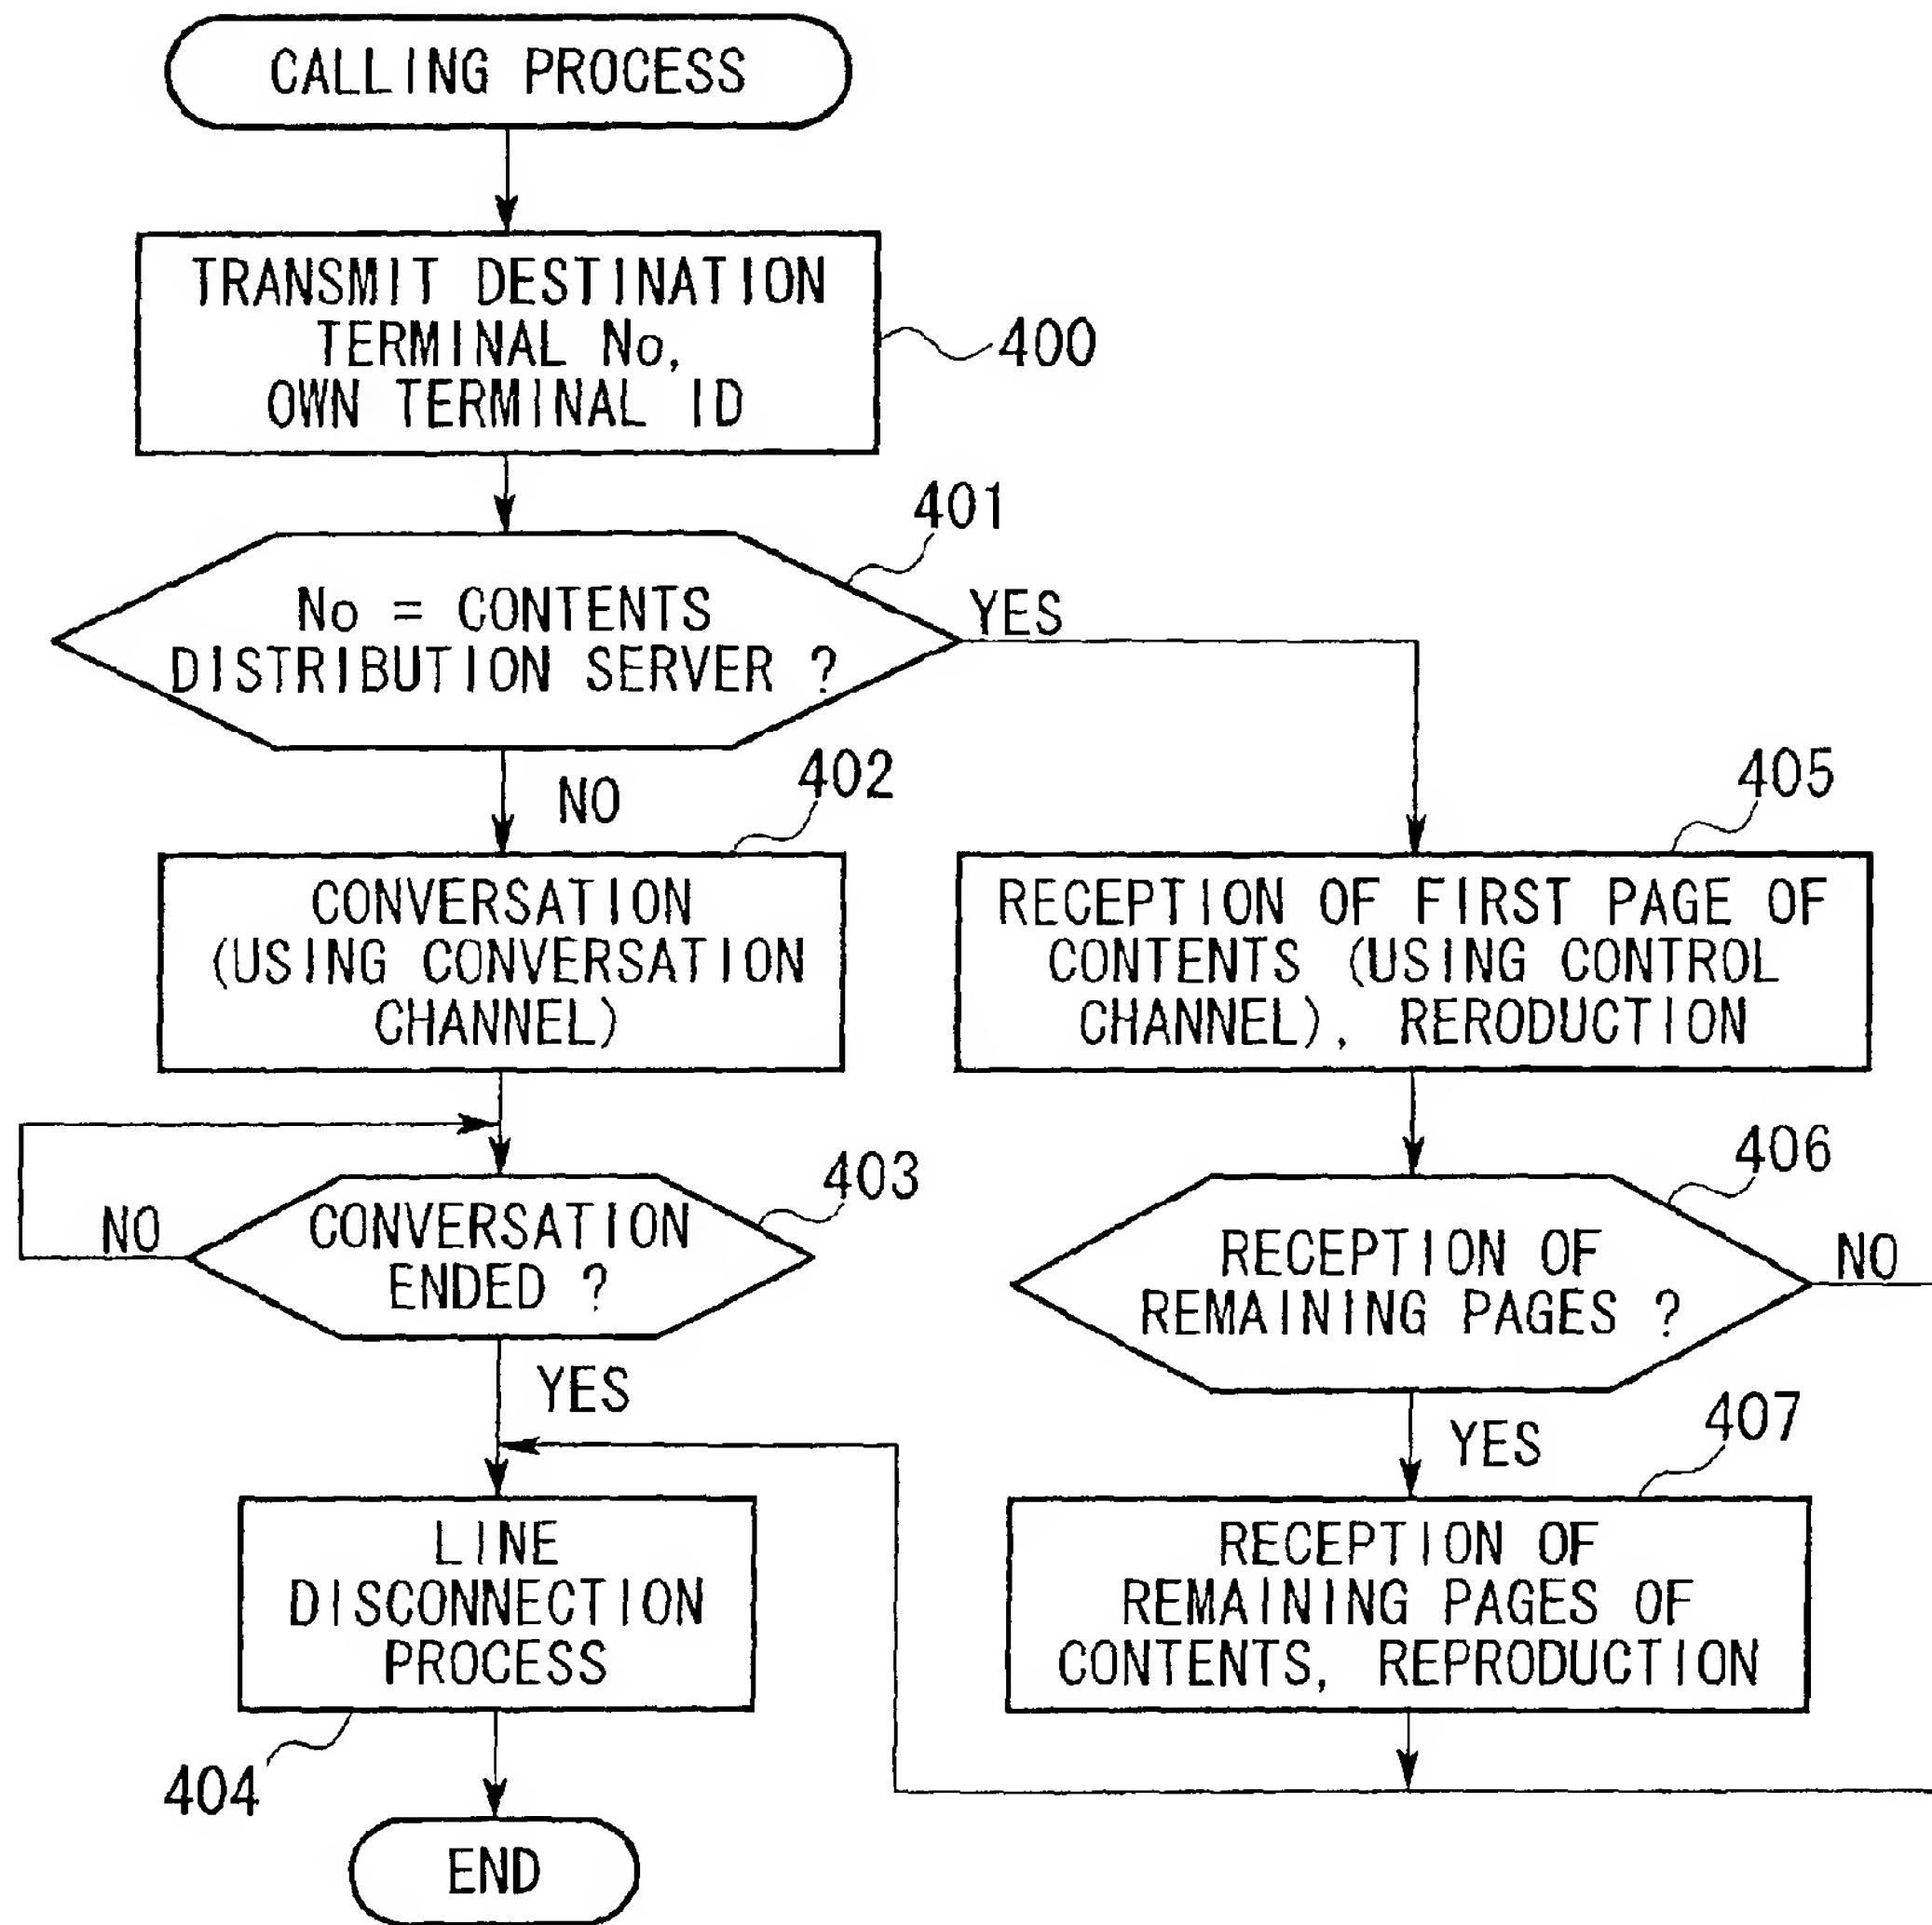 CALLING PROCESS
TRANSMIT DESTINATION
TERMINAL No,
OWN TERMINAL ID
400
401
No = CONTENTS
DISTRIBUTION SERVER ?
YES
NO
402
CONVERSATION
(USING CONVERSATION
CHANNEL)
403
CONVERSATION
ENDED ?
NO
YES
LINE
DISCONNECTION
PROCESS
404
END
405
RECEPTION OF FIRST PAGE OF
CONTENTS (USING CONTROL
CHANNEL), RERODUCTION
406
RECEPTION OF
REMAINING PAGES ?
NO
YES
407
RECEPTION OF
REMAINING PAGES OF
CONTENTS, REPRODUCTION